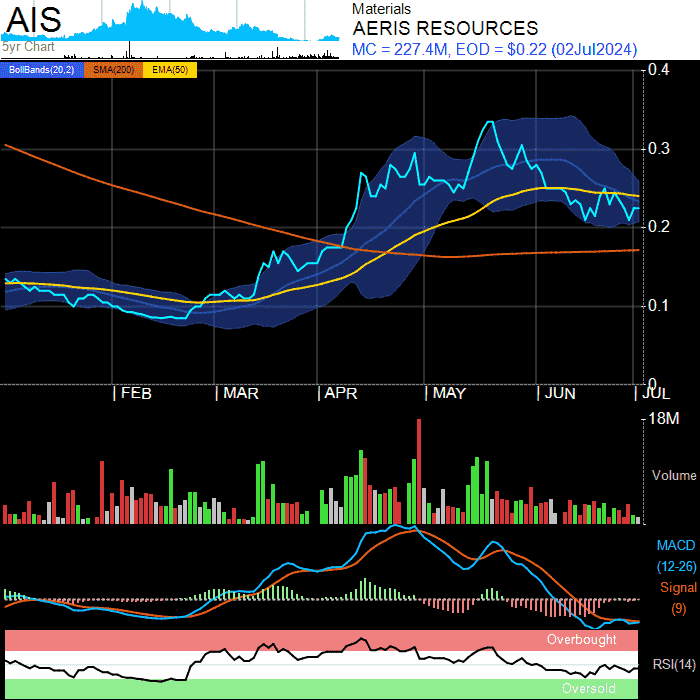 AIS
5yr Chart
Materials
AERIS RESOURCES
MC = 227.4M, EOD = $0.22 (02Jul2024)
BollBands(20,2) SMA(200) EMA(50)
0.4
0.3
0.2
0.1
0
FEB MAR APR MAY JUN JUL
18M
Volume
MACD
(12-26)
Signal
(9)
Overbought
RSI(14)
Oversold